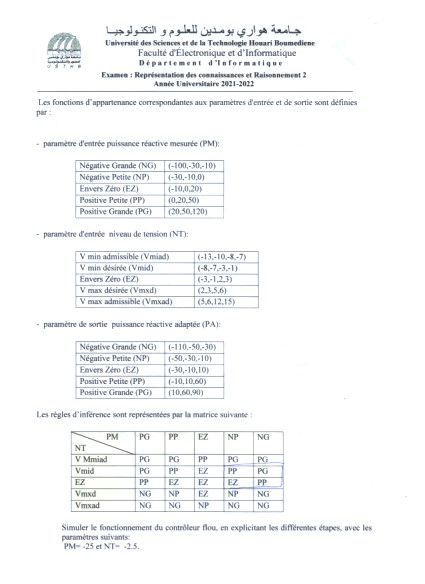 جامعة هواري بومدين للعلوم و التكنولوجيا
Université des Sciences et de la Technologie Houari Boumediene
Faculté d'Électronique et d'Informatique
Département d'Informatique
Examen : Représentation des connaissances et Raisonnement 2
Année Universitaire 2021-2022
Les fonctions d'appartenance correspondantes aux paramètres d'entrée et de sortie sont définies
par :
- paramètre d'entrée puissance réactive mesurée (PM):
Négative Grande (NG) (-100,-30,-10)
Négative Petite (NP) (-30,-10,0)
Envers Zéro (EZ) (-10,0,20)
Positive Petite (PP) (0,20,50)
Positive Grande (PG) (20,50,120)
- paramètre d'entrée niveau de tension (NT):
V min admissible (Vmiad) (-13,-10,-8,-7)
V min désirée (Vmid) (-8,-7,-3,-1)
Envers Zéro (EZ) (-3,-1,2,3)
V max désirée (Vmxd) (2,3,5,6)
V max admissible (Vmxad) (5,6,12,15)
- paramètre de sortie puissance réactive adaptée (PA):
Négative Grande (NG) (-110,-50,-30)
Négative Petite (NP) (-50,-30,-10)
Envers Zéro (EZ) (-30,-10,10)
Positive Petite (PP) (-10,10,60)
Positive Grande (PG) (10,60,90)
Les règles d'inférence sont représentées par la matrice suivante :
PM PG PP EZ NP NG
NT
V Mmiad PG PG PP PG PG
Vmid PG PP EZ PP PG
EZ PP EZ EZ EZ PP
Vmxd NG NP EZ NP NG
Vmxad NG NG NP NG NG
Simuler le fonctionnement du contrôleur flou, en explicitant les différentes étapes, avec les
paramètres suivants:
PM= -25 et NT= -2.5.